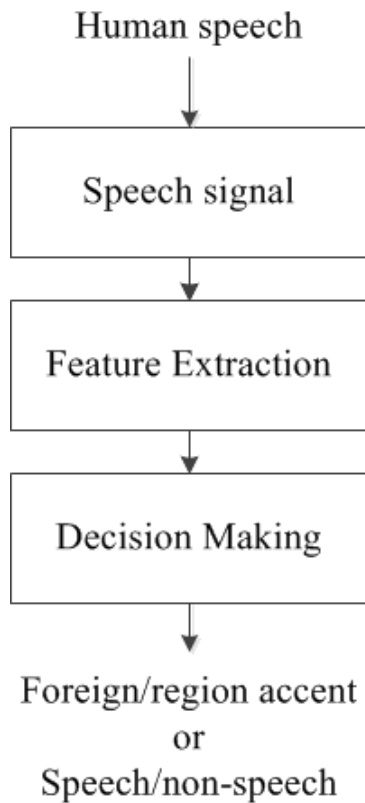 Human speech
Speech signal
Feature Extraction
Decision Making
Foreign/region accent
or
Speech/non-speech